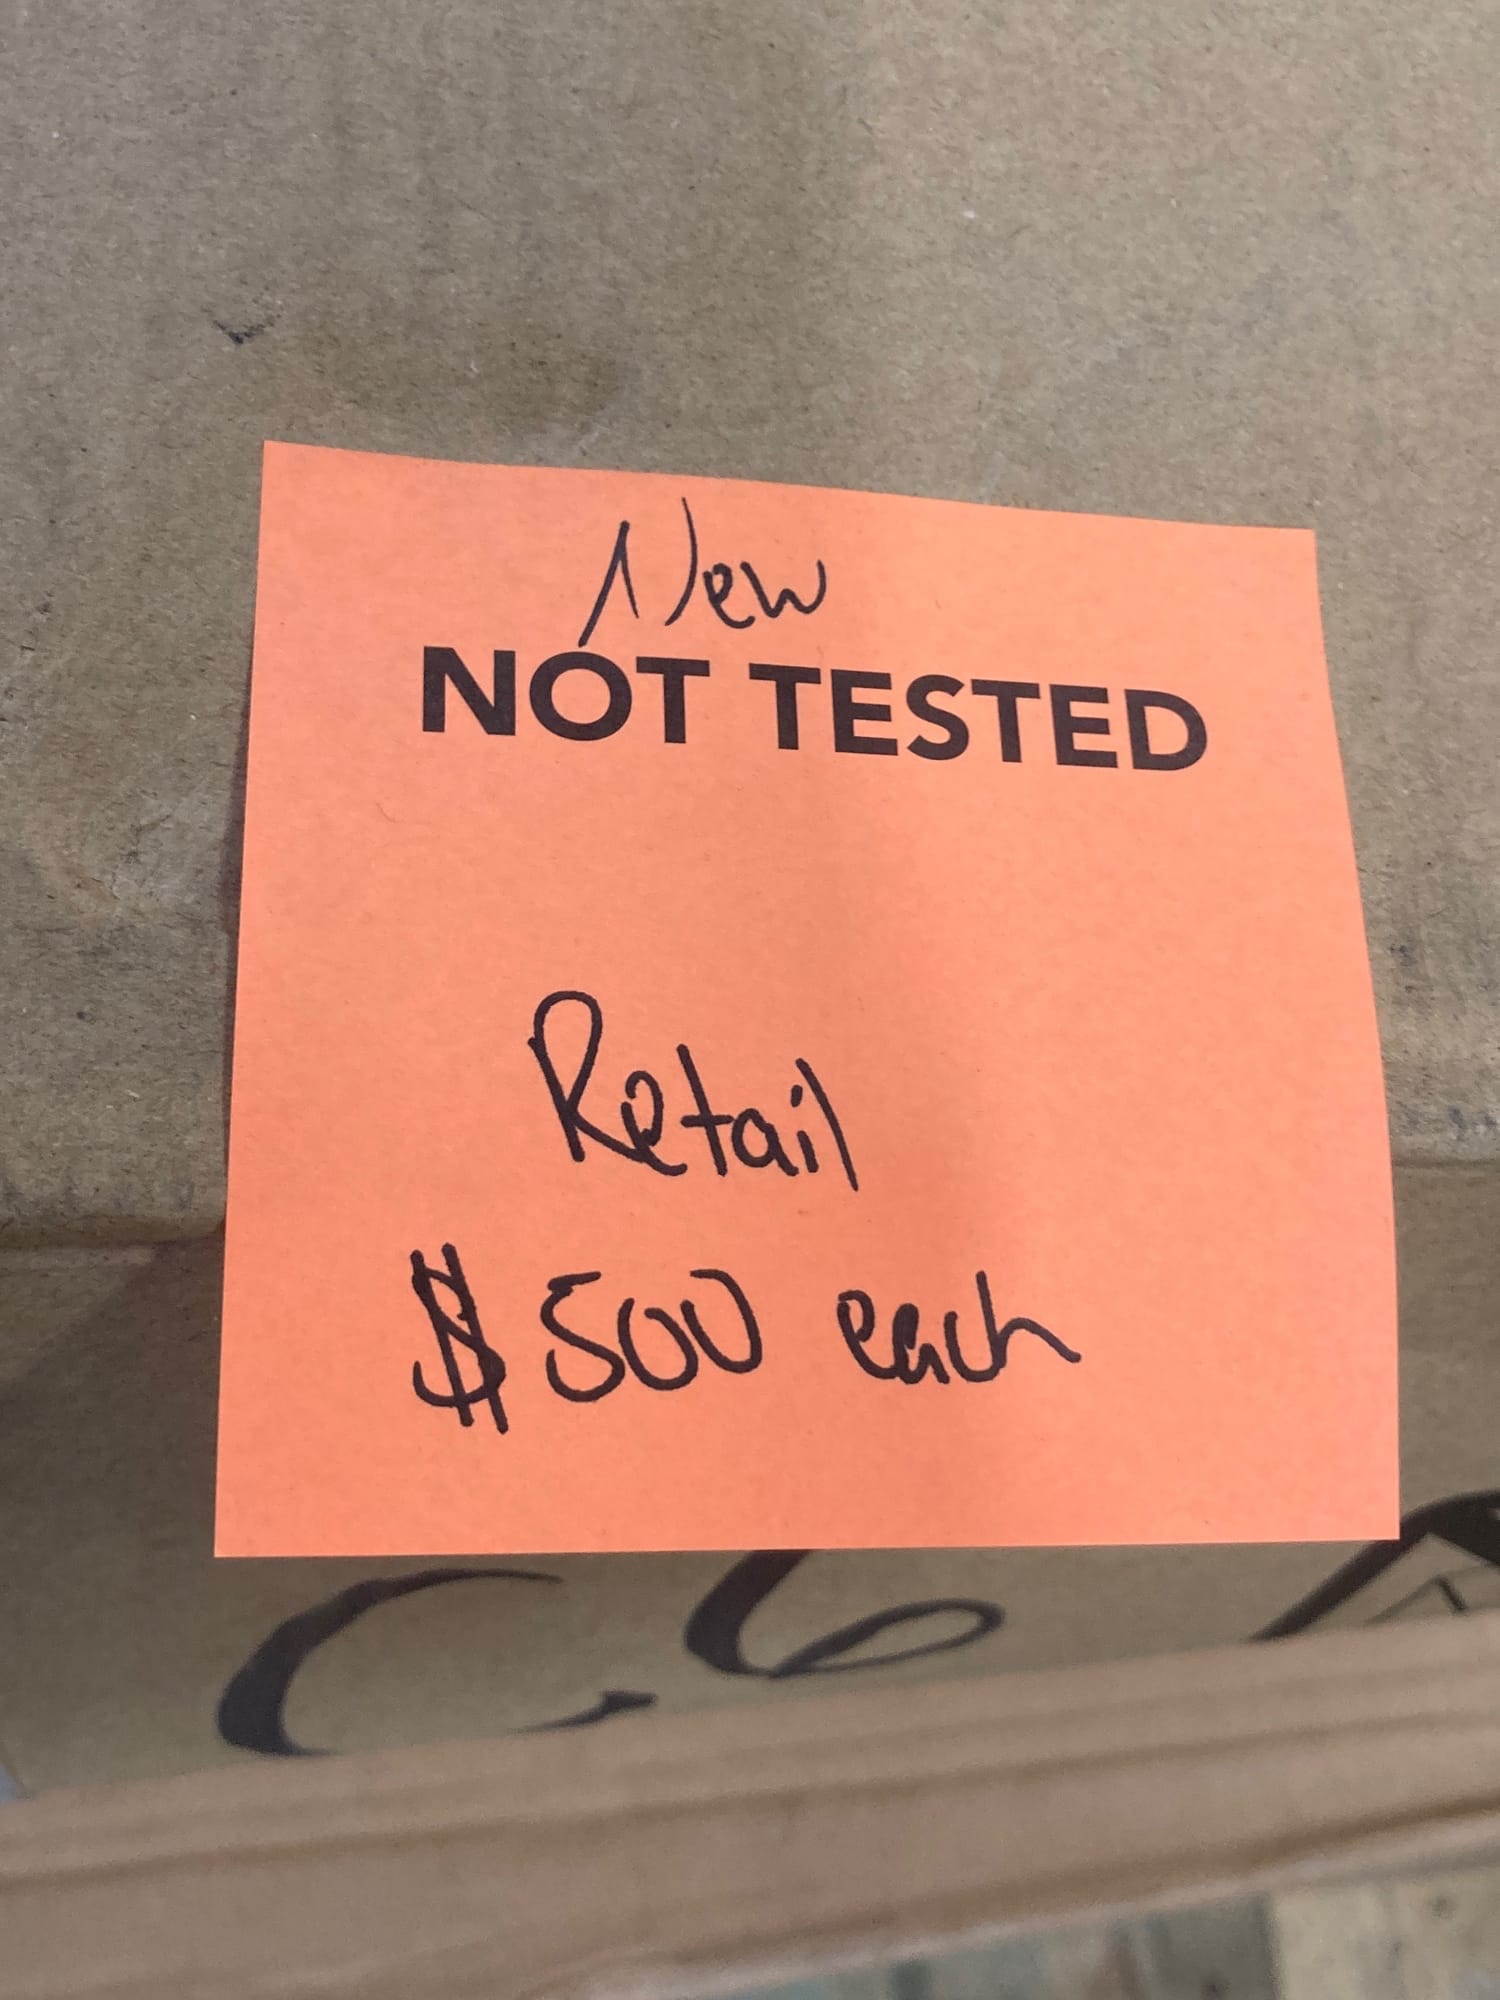 New
NOT TESTED
Retail
$500 each